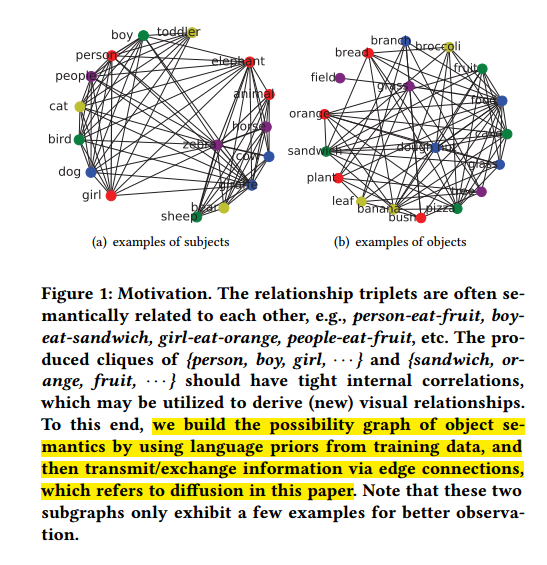 boy
toddler
person
elephant
people
animal
cat
horse
bird
zebra
cow
dog
giraffe
girl
bear
sheep
(a) examples of subjects
branch
bread
broccoli
fruit
field
grass
food
orange
sand
sandwich
doughnut
glass
plant
tree
leaf
banana
pizza
bush
(b) examples of objects
Figure 1: Motivation. The relationship triplets are often se-
mantically related to each other, e.g., person-eat-fruit, boy-
eat-sandwich, girl-eat-orange, people-eat-fruit, etc. The pro-
duced cliques of {person, boy, girl, · · · } and {sandwich, or-
ange, fruit, · · · } should have tight internal correlations,
which may be utilized to derive (new) visual relationships.
To this end, we build the possibility graph of object se-
mantics by using language priors from training data, and
then transmit/exchange information via edge connections,
which refers to diffusion in this paper. Note that these two
subgraphs only exhibit a few examples for better observa-
tion.